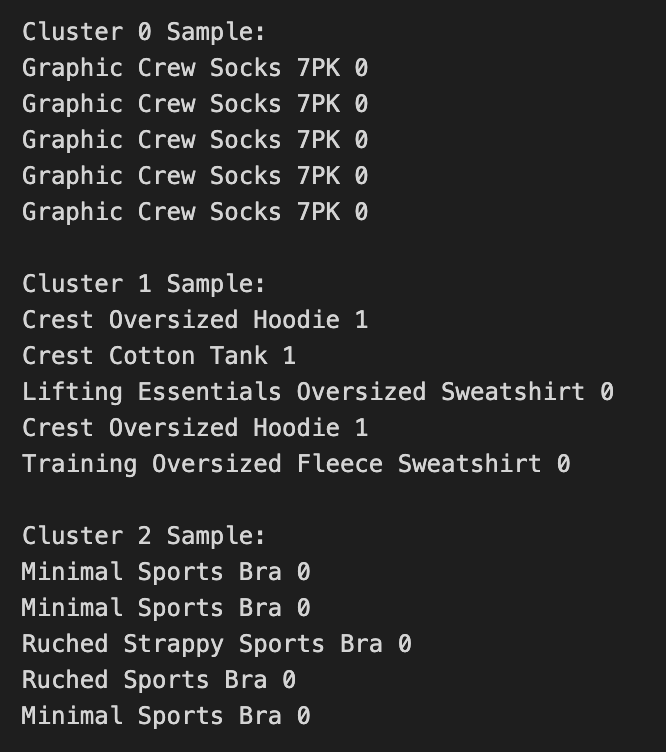 Cluster 0 Sample:
Graphic Crew Socks 7PK 0
Graphic Crew Socks 7PK 0
Graphic Crew Socks 7PK 0
Graphic Crew Socks 7PK 0
Graphic Crew Socks 7PK 0

Cluster 1 Sample:
Crest Oversized Hoodie 1
Crest Cotton Tank 1
Lifting Essentials Oversized Sweatshirt 0
Crest Oversized Hoodie 1
Training Oversized Fleece Sweatshirt 0

Cluster 2 Sample:
Minimal Sports Bra 0
Minimal Sports Bra 0
Ruched Strappy Sports Bra 0
Ruched Sports Bra 0
Minimal Sports Bra 0